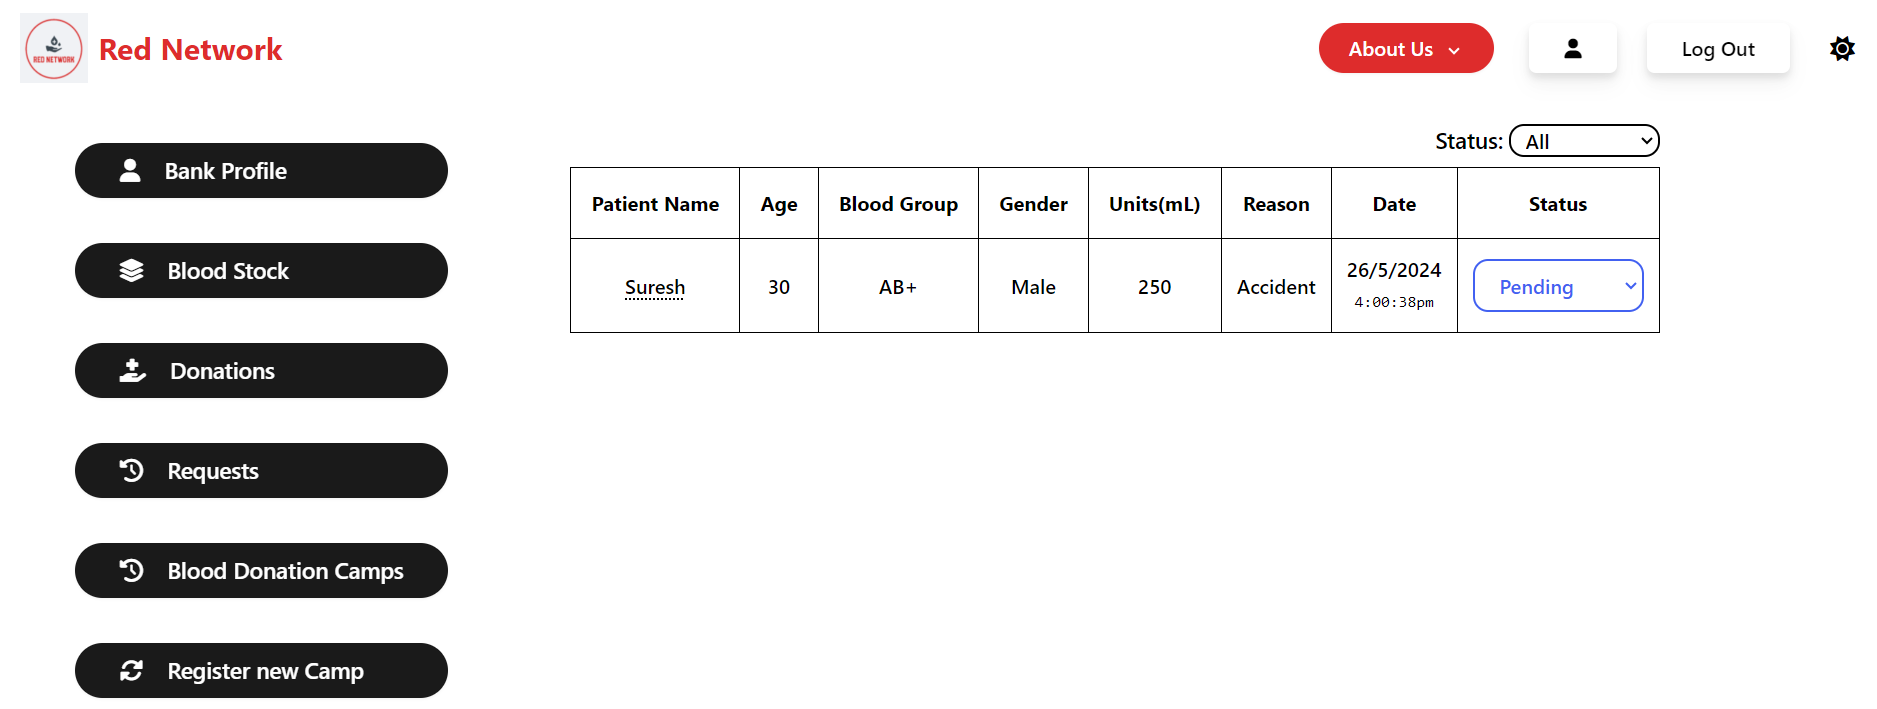 RED NETWORK
Red Network
About Us
Log Out
Bank Profile
Blood Stock
Donations
Requests
Blood Donation Camps
Register new Camp
Status: All
Patient Name Age Blood Group Gender Units(mL) Reason Date Status
Suresh 30 AB+ Male 250 Accident 26/5/2024 Pending
4:00:38pm